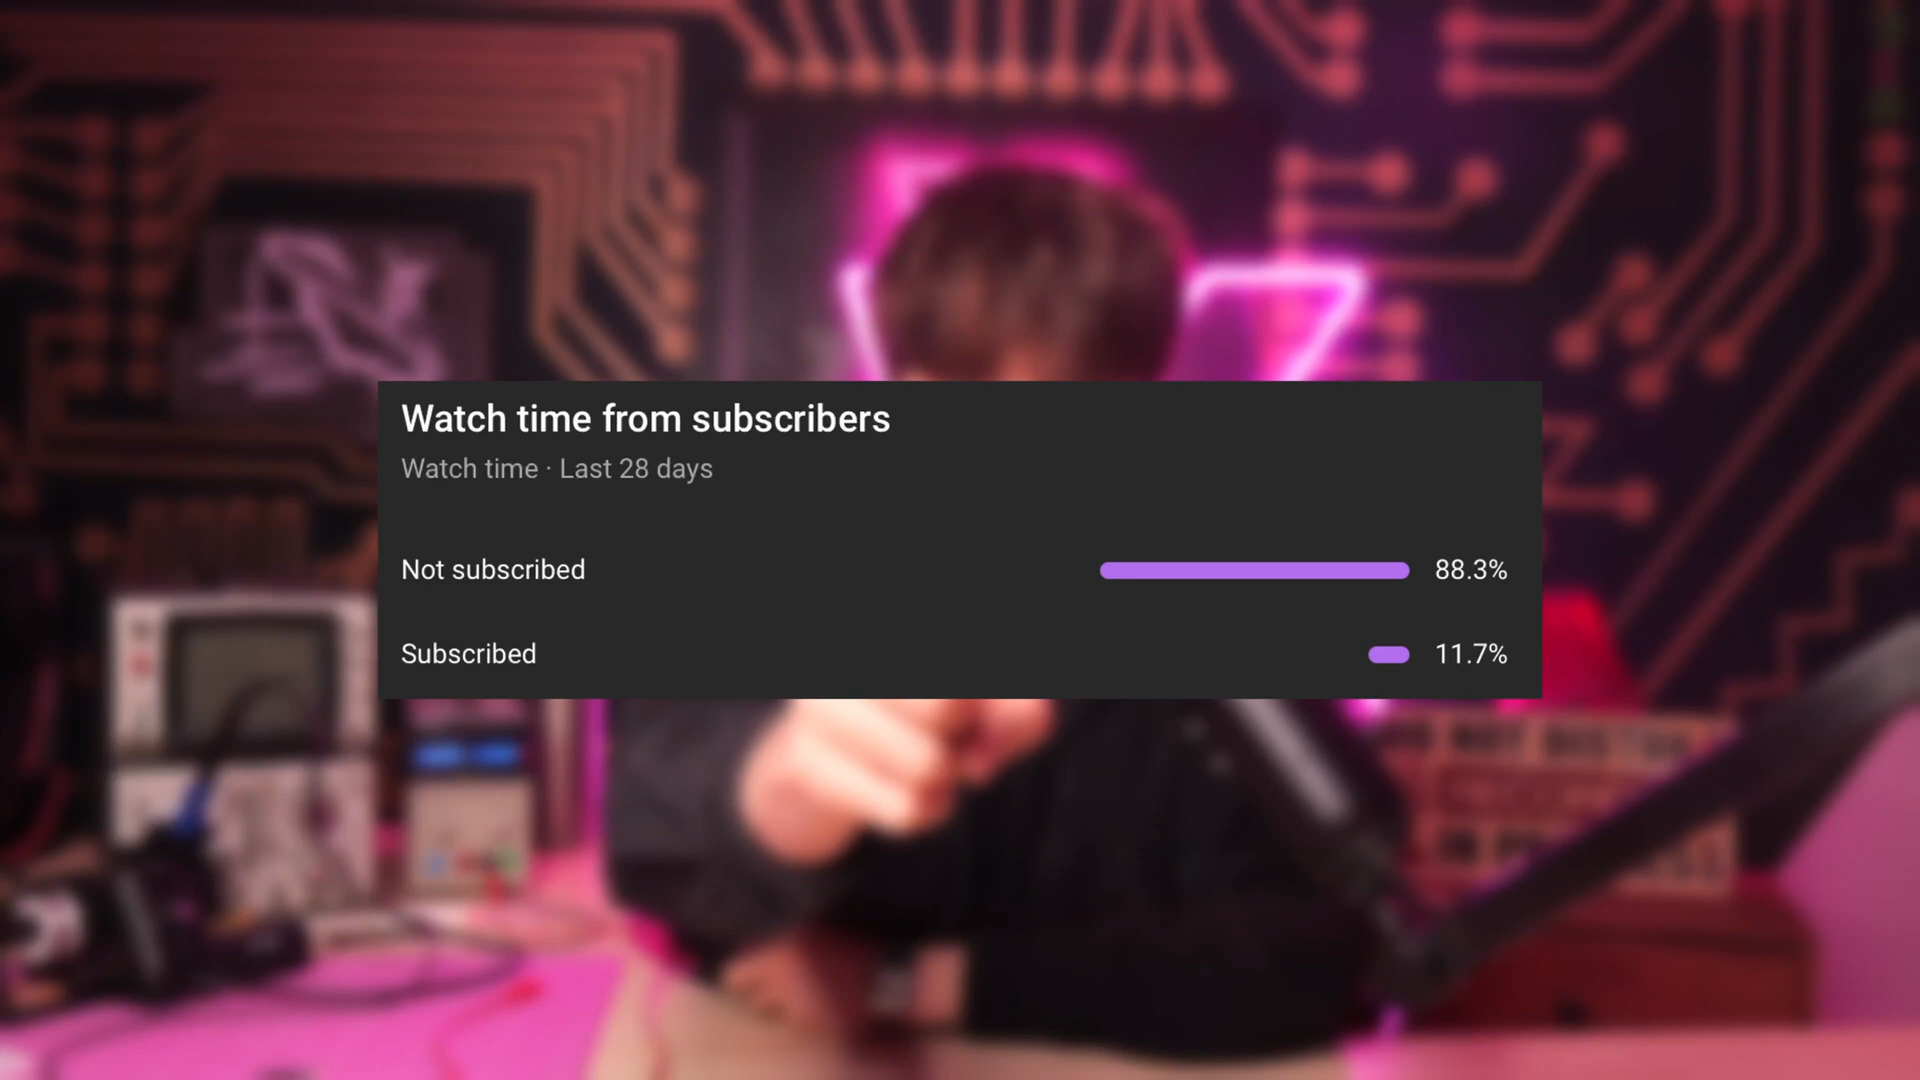 Watch time from subscribers
Watch time · Last 28 days
Not subscribed 88.3%
Subscribed 11.7%